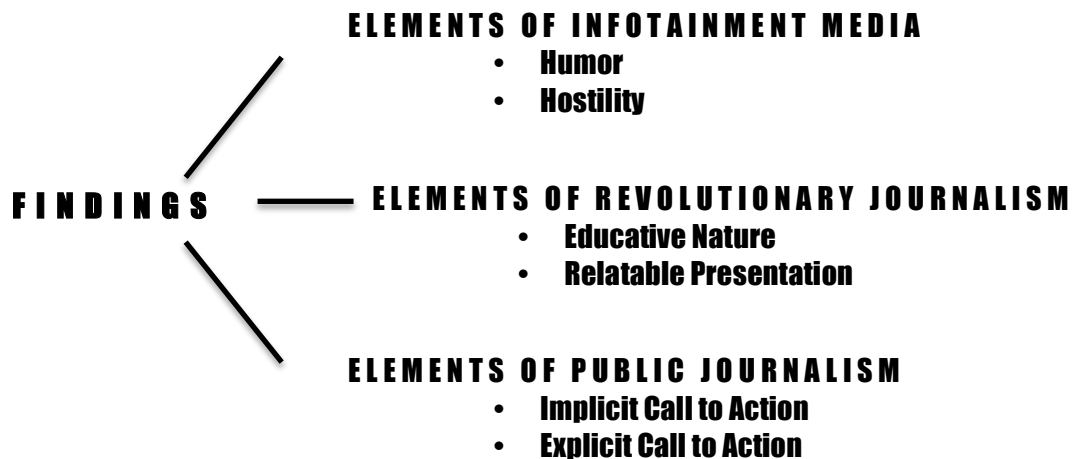 ELEMENTS OF INFOTAINMENT MEDIA
• Humor
• Hostility
FINDINGS
ELEMENTS OF REVOLUTIONARY JOURNALISM
• Educative Nature
• Relatable Presentation
ELEMENTS OF PUBLIC JOURNALISM
• Implicit Call to Action
• Explicit Call to Action